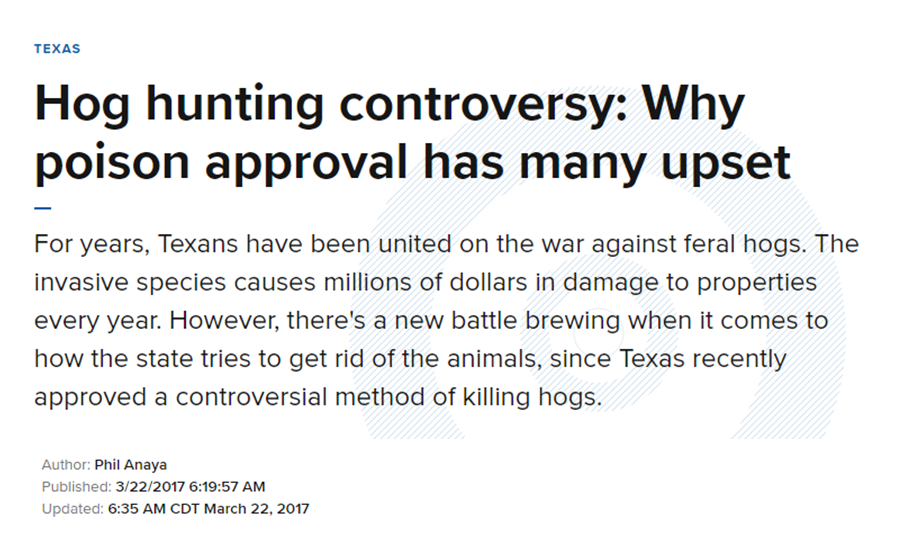 TEXAS
Hog hunting controversy: Why
poison approval has many upset
For years, Texans have been united on the war against feral hogs. The
invasive species causes millions of dollars in damage to properties
every year. However, there's a new battle brewing when it comes to
how the state tries to get rid of the animals, since Texas recently
approved a controversial method of killing hogs.
Author: Phil Anaya
Published: 3/22/2017 6:19:57 AM
Updated: 6:35 AM CDT March 22, 2017